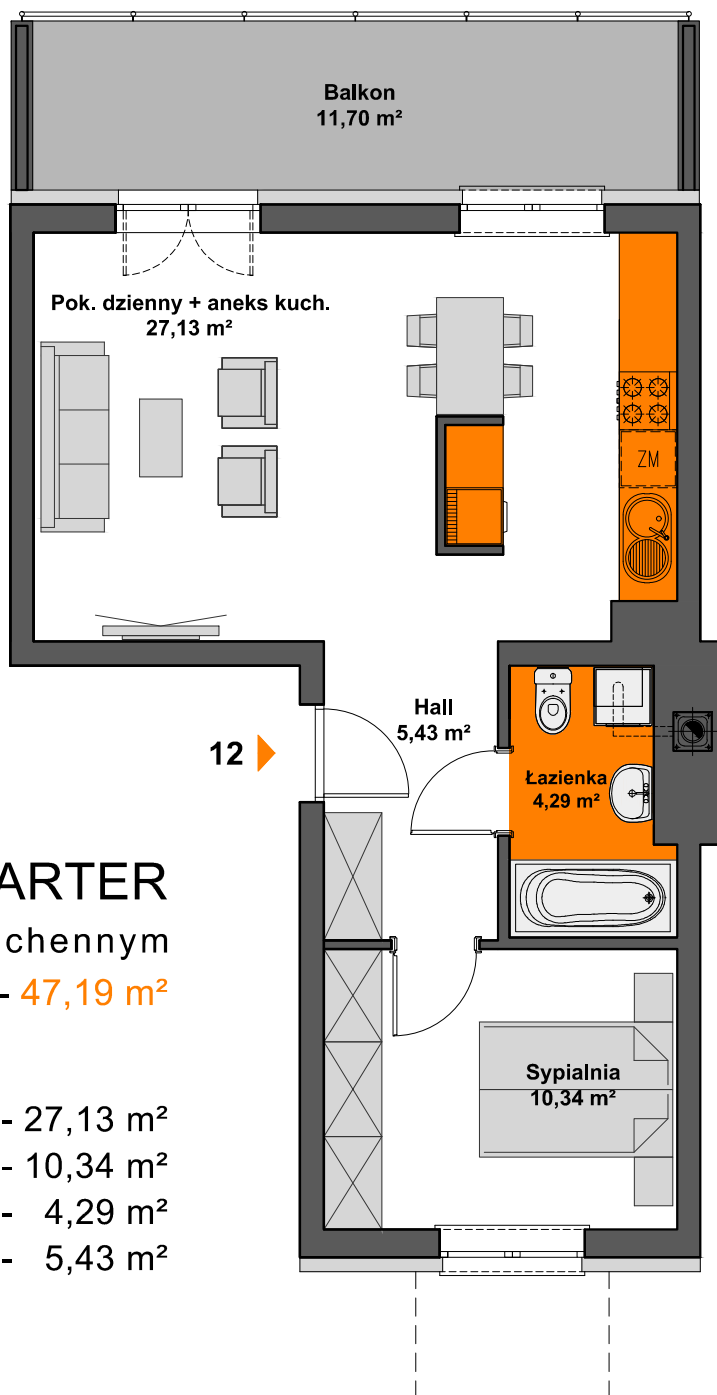 Balkon
11,70 m²
Pok. dzienny + aneks kuch.
27,13 m²
ZM
Hall
5,43 m²
12
Łazienka
4,29 m²
ARTER
chennym
- 47,19 m²
Sypialnia
10,34 m²
- 27,13 m²
- 10,34 m²
- 4,29 m²
- 5,43 m²